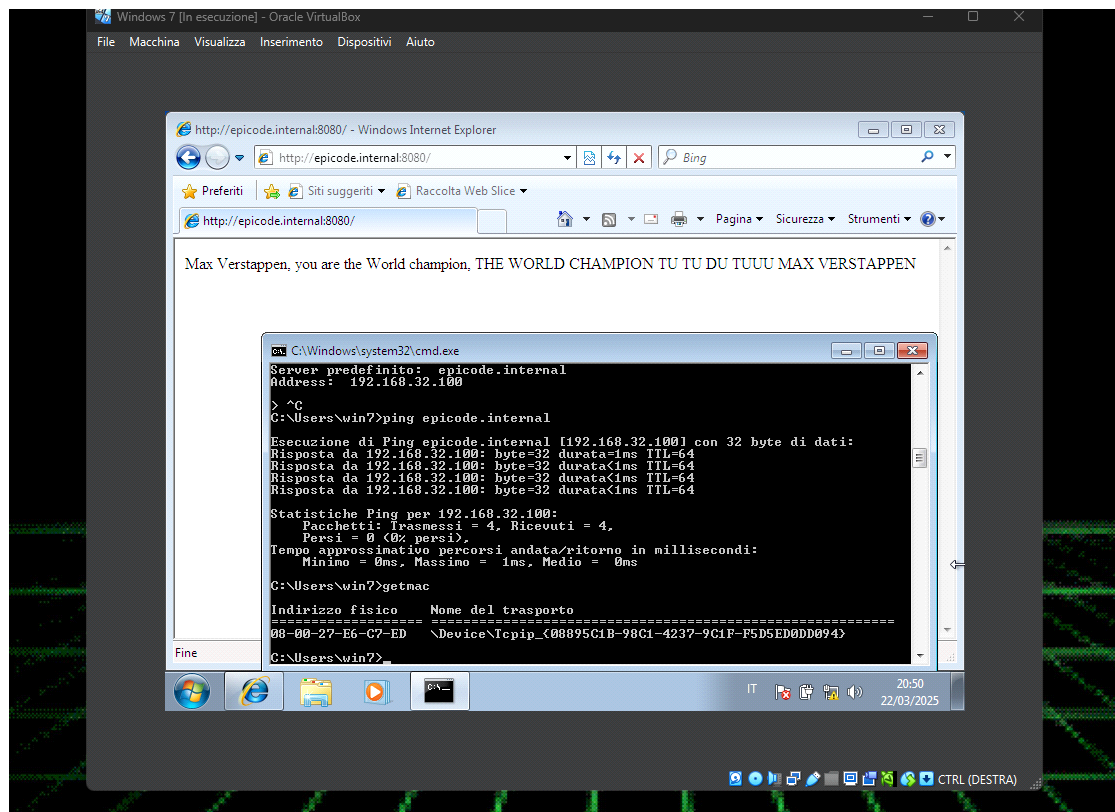 Windows 7 [In esecuzione] - Oracle VirtualBox
File Macchina Visualizza Inserimento Dispositivi Aiuto
http://epicode.internal:8080/ - Windows Internet Explorer
http://epicode.internal:8080/ Bing
Preferiti Siti suggeriti Raccolta Web Slice
http://epicode.internal:8080/ Pagina Sicurezza Strumenti
Max Verstappen, you are the World champion, THE WORLD CHAMPION TU TU DU TUUU MAX VERSTAPPEN
C:\Windows\system32\cmd.exe
Server predefinito:  epicode.internal
Address:  192.168.32.100
> ^C
C:\Users\win7>ping epicode.internal
Esecuzione di Ping epicode.internal [192.168.32.100] con 32 byte di dati:
Risposta da 192.168.32.100: byte=32 durata=1ms TTL=64
Risposta da 192.168.32.100: byte=32 durata<1ms TTL=64
Risposta da 192.168.32.100: byte=32 durata<1ms TTL=64
Risposta da 192.168.32.100: byte=32 durata<1ms TTL=64
Statistiche Ping per 192.168.32.100:
    Pacchetti: Trasmessi = 4, Ricevuti = 4,
    Persi = 0 (0% persi),
Tempo approssimativo percorsi andata/ritorno in millisecondi:
    Minimo = 0ms, Massimo =  1ms, Medio =  0ms
C:\Users\win7>getmac
Indirizzo fisico    Nome del trasporto
=================== ==========================================================
08-00-27-E6-C7-ED   \Device\Tcpip_{08895C1B-98C1-4237-9C1F-F5D5ED0DD094}
C:\Users\win7>_
Fine
IT 20:50
22/03/2025
CTRL (DESTRA)